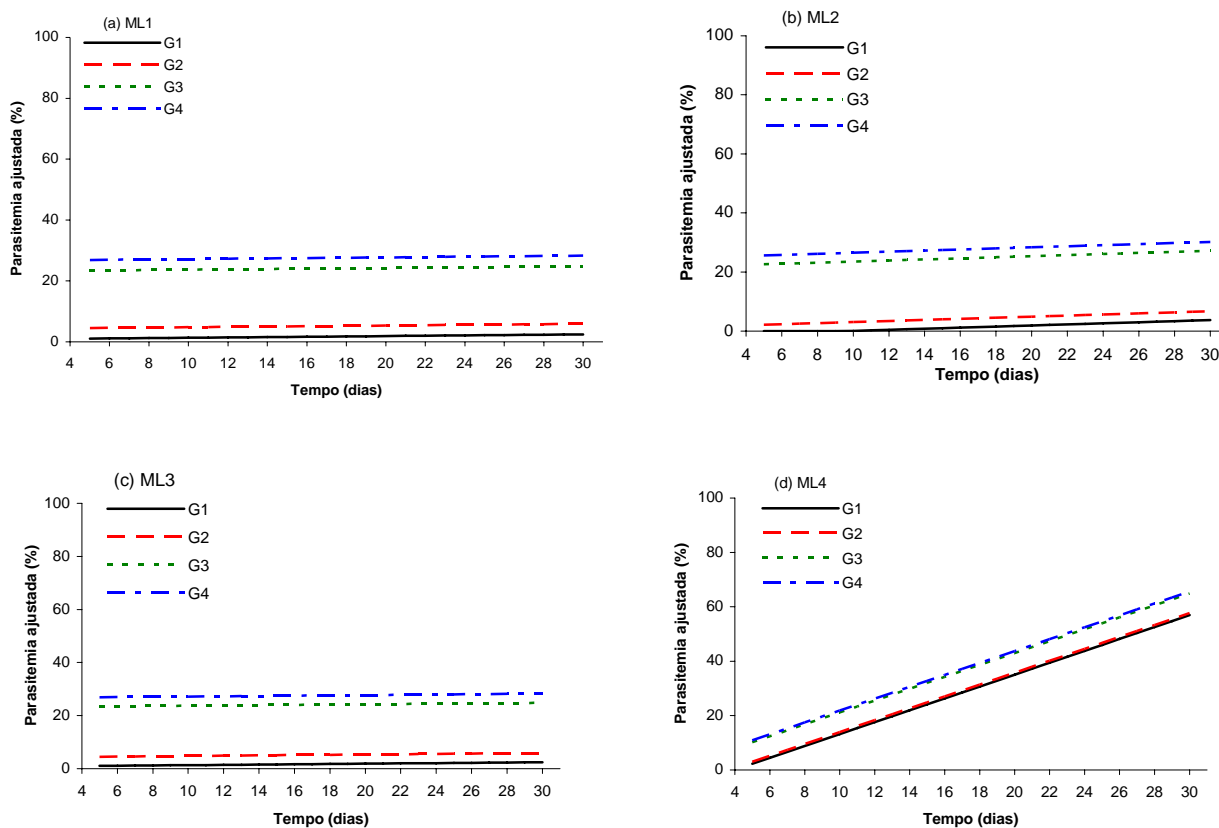 (a) ML1
Parasitemia ajustada (%)
100
80
60
40
20
0
G1
G2
G3
G4
4 6 8 10 12 14 16 18 20 22 24 26 28 30
Tempo (dias)
(b) ML2
Parasitemia ajustada (%)
100
80
60
40
20
0
G1
G2
G3
G4
4 6 8 10 12 14 16 18 20 22 24 26 28 30
Tempo (dias)
(c) ML3
Parasitemia ajustada (%)
100
80
60
40
20
0
G1
G2
G3
G4
4 6 8 10 12 14 16 18 20 22 24 26 28 30
Tempo (dias)
(d) ML4
Parasitemia ajustada (%)
100
80
60
40
20
0
G1
G2
G3
G4
4 6 8 10 12 14 16 18 20 22 24 26 28 30
Tempo (dias)